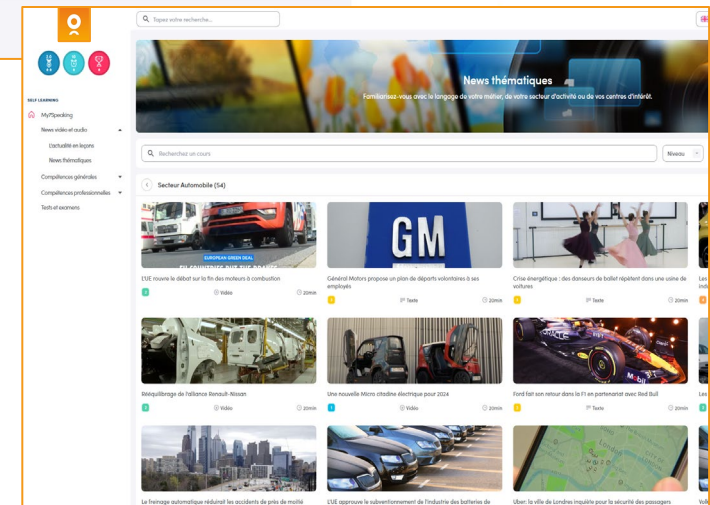 Tapez votre recherche...
SELF LEARNING
My7Speaking
News vidéo et audio
L'actualité en leçons
News thématiques
Compétences générales
Compétences professionnelles
Tests et examens
News thématiques
Familiarisez-vous avec le langage de votre métier, de votre secteur d'activité ou de vos centres d'intérêt.
Recherchez un cours
Niveau
Secteur Automobile (54)
EUROPEAN GREEN DEAL
L'UE rouvre le débat sur la fin des moteurs à combustion
Vidéo
20min
GM
Général Motors propose un plan de départs volontaires à ses
employés
Texte
20min
Crise énergétique : des danseurs de ballet répètent dans une usine de
voitures
Texte
20min
Les
Rééquilibrage de l'alliance Renault-Nissan
Vidéo
20min
Une nouvelle Micro citadine électrique pour 2024
Vidéo
20min
ORACLE
Mobil
Ford fait son retour dans la F1 en partenariat avec Red Bull
Texte
20min
Les
Le freinage automatique réduirait les accidents de près de moitié
L'UE approuve le subventionnement de l'industrie des batteries de
London
Uber: la ville de Londres inquiète pour la sécurité des passagers